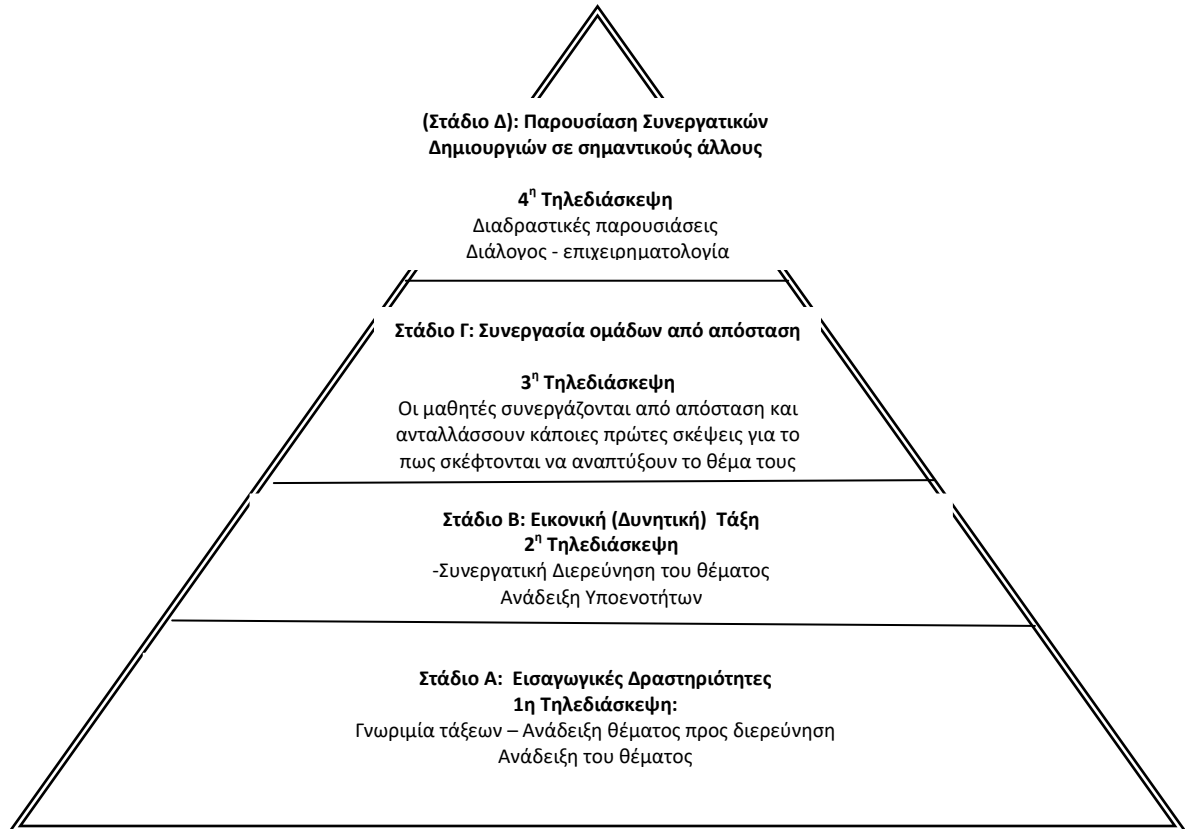 (Στάδιο Δ): Παρουσίαση Συνεργατικών
Δημιουργιών σε σημαντικούς άλλους
4η Τηλεδιάσκεψη
Διαδραστικές παρουσιάσεις
Διάλογος - επιχειρηματολογία
Στάδιο Γ: Συνεργασία ομάδων από απόσταση
3η Τηλεδιάσκεψη
Οι μαθητές συνεργάζονται από απόσταση και
ανταλλάσσουν κάποιες πρώτες σκέψεις για το
πως σκέφτονται να αναπτύξουν το θέμα τους
Στάδιο Β: Εικονική (Δυνητική) Τάξη
2η Τηλεδιάσκεψη
-Συνεργατική Διερεύνηση του θέματος
Ανάδειξη Υποενοτήτων
Στάδιο Α: Εισαγωγικές Δραστηριότητες
1η Τηλεδιάσκεψη:
Γνωριμία τάξεων – Ανάδειξη θέματος προς διερεύνηση
Ανάδειξη του θέματος